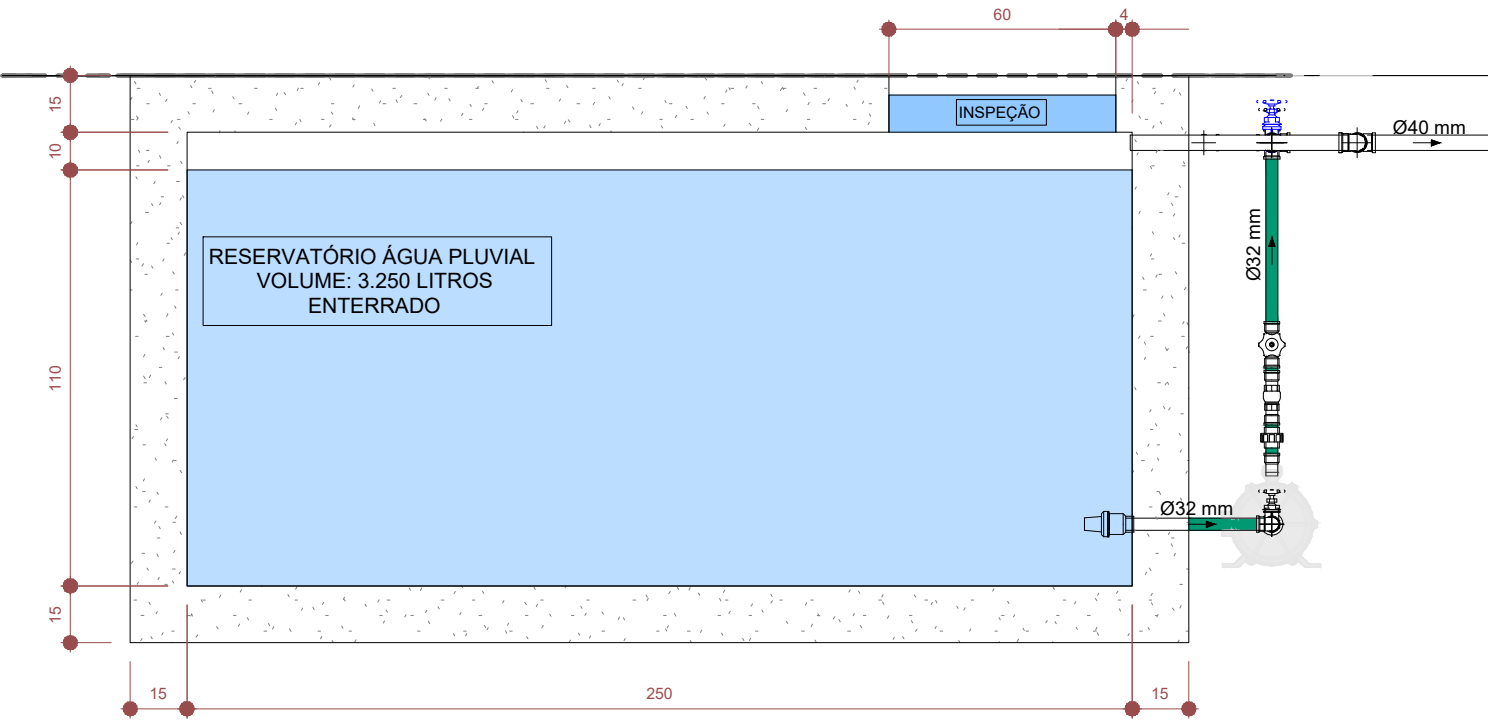 60
4
15
INSPEÇÃO
Ø40 mm
10
RESERVATÓRIO ÁGUA PLUVIAL
VOLUME: 3.250 LITROS
ENTERRADO
Ø32 mm
110
Ø32 mm
15
15
250
15